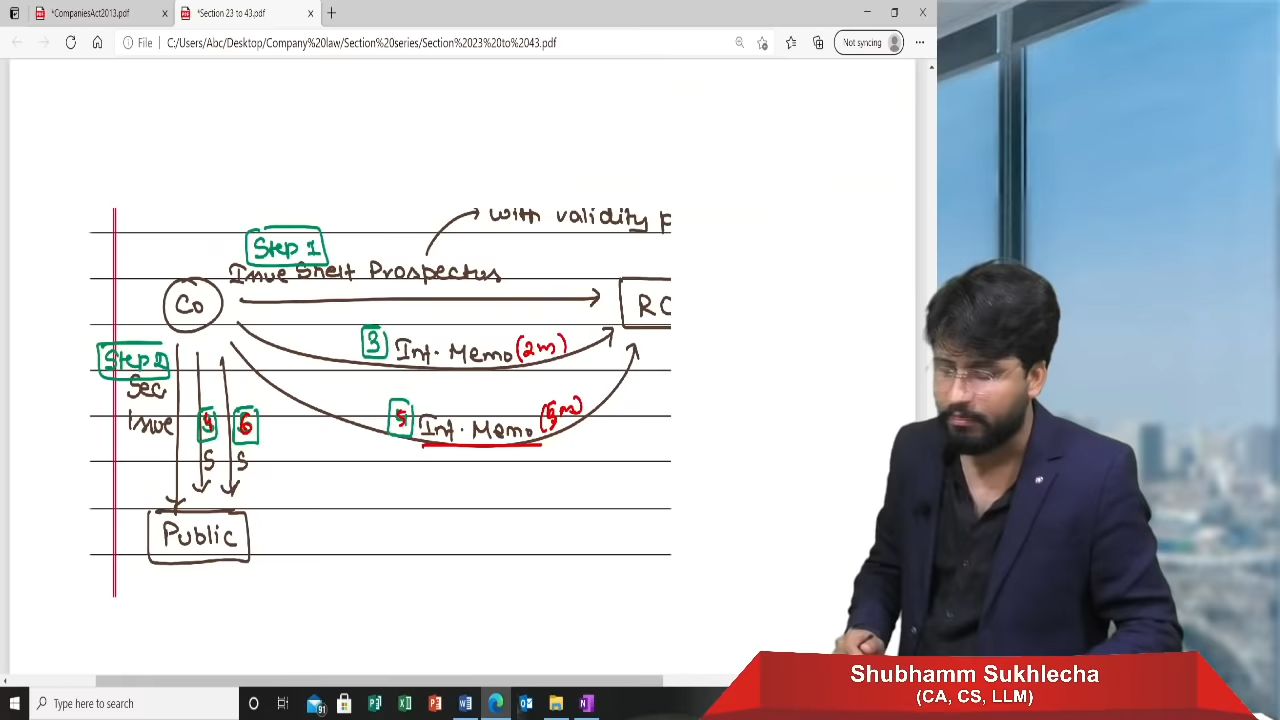 *CompaniesAct2013.pdf
*Section 23 to 43.pdf
File
C:/Users/Abc/Desktop/Company%20law/Section%20series/Section%2023%20to%2043.pdf
Not syncing
with validity p
Step 1
Issue Shelf Prospectus
Co
RC
3
Int. Memo (2m)
Step 2
Sec
Issue
4
6
5
Int. Memo
S
S
Public
Shubhamm Sukhlecha
(CA, CS, LLM)
Type here to search
91